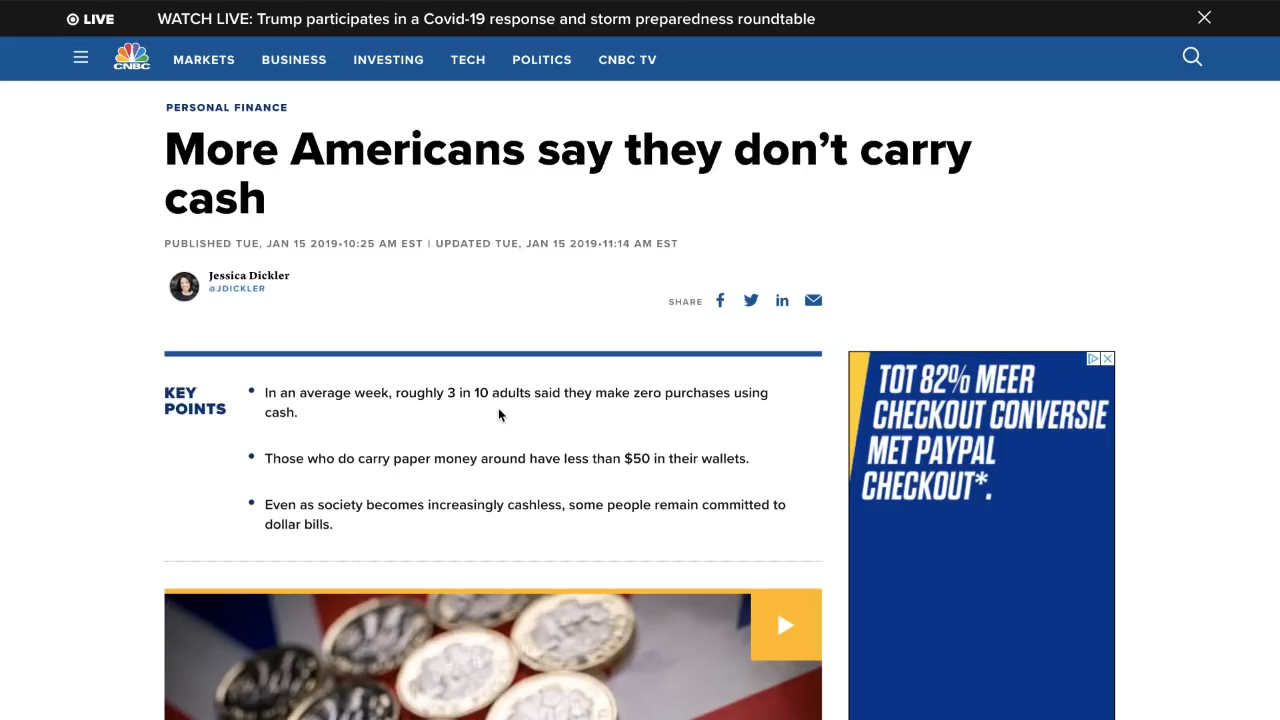 LIVE WATCH LIVE: Trump participates in a Covid-19 response and storm preparedness roundtable
CNBC MARKETS BUSINESS INVESTING TECH POLITICS CNBC TV
PERSONAL FINANCE
More Americans say they don’t carry
cash
PUBLISHED TUE, JAN 15 2019•10:25 AM EST | UPDATED TUE, JAN 15 2019•11:14 AM EST
Jessica Dickler
@JDICKLER
SHARE
KEY
POINTS
In an average week, roughly 3 in 10 adults said they make zero purchases using
cash.
Those who do carry paper money around have less than $50 in their wallets.
Even as society becomes increasingly cashless, some people remain committed to
dollar bills.
TOT 82% MEER
CHECKOUT CONVERSIE
MET PAYPAL
CHECKOUT*.